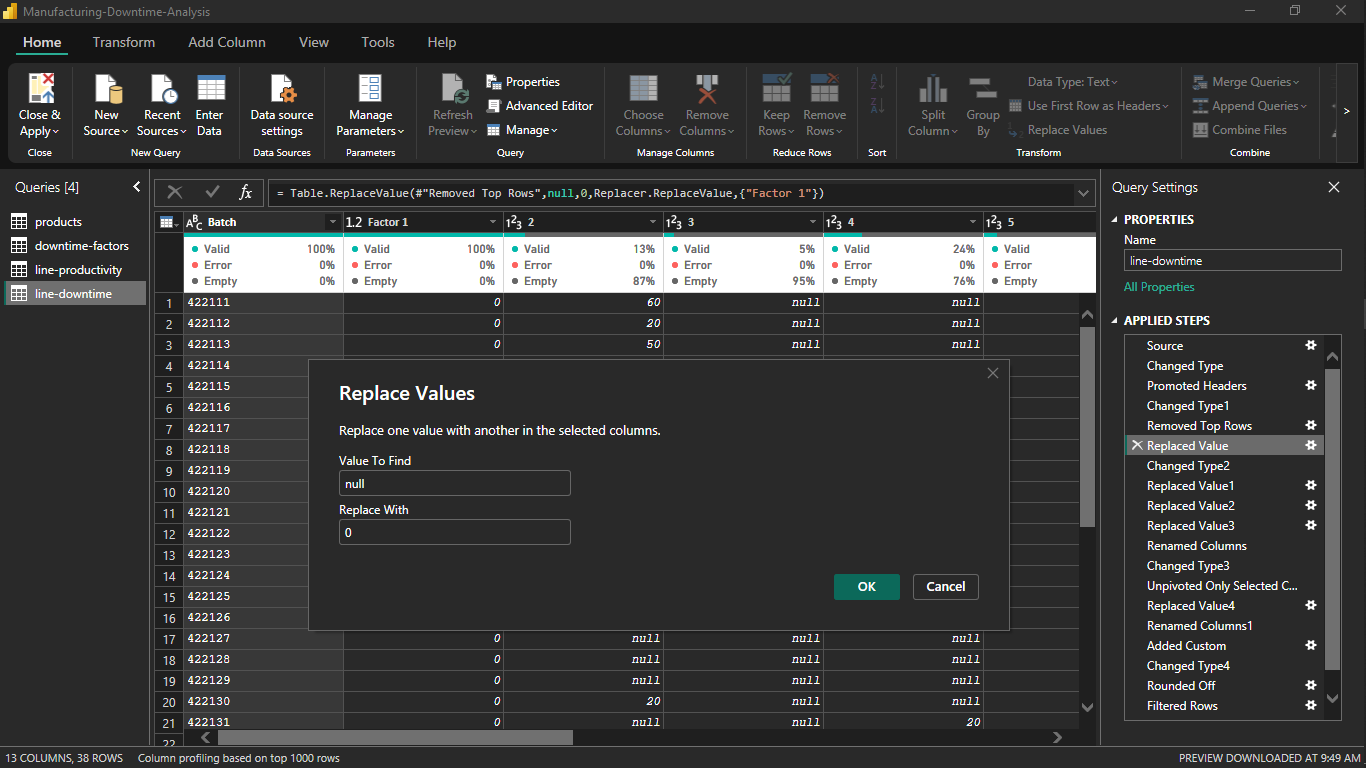 Manufacturing-Downtime-Analysis
Home Transform Add Column View Tools Help
Close & Apply
Close
New Source
Recent Sources
Enter Data
New Query
Data source settings
Data Sources
Manage Parameters
Parameters
Refresh Preview
Properties
Advanced Editor
Manage
Query
Choose Columns
Remove Columns
Manage Columns
Keep Rows
Remove Rows
Reduce Rows
Sort
Split Column
Group By
Data Type: Text
Use First Row as Headers
Replace Values
Transform
Merge Queries
Append Queries
Combine Files
Combine
Queries [4]
products
downtime-factors
line-productivity
line-downtime
fx = Table.ReplaceValue(#"Removed Top Rows",null,0,Replacer.ReplaceValue,{"Factor 1"})
ABC Batch 1.2 Factor 1 123 2 123 3 123 4 123 5
Valid 100% Valid 100% Valid 13% Valid 5% Valid 24% Valid
Error 0% Error 0% Error 0% Error 0% Error 0% Error
Empty 0% Empty 0% Empty 87% Empty 95% Empty 76% Empty
1 422111 0 60 null null
2 422112 0 20 null null
3 422113 0 50 null null
4 422114
5 422115
6 422116
7 422117
8 422118
9 422119
10 422120
11 422121
12 422122
13 422123
14 422124
15 422125
16 422126
17 422127 0 null null null
18 422128 0 null null null
19 422129 0 null null null
20 422130 0 20 null null
21 422131 0 null null 20
22
Replace Values
Replace one value with another in the selected columns.
Value To Find
null
Replace With
0
OK Cancel
Query Settings
PROPERTIES
Name
line-downtime
All Properties
APPLIED STEPS
Source
Changed Type
Promoted Headers
Changed Type1
Removed Top Rows
Replaced Value
Changed Type2
Replaced Value1
Replaced Value2
Replaced Value3
Renamed Columns
Changed Type3
Unpivoted Only Selected C...
Replaced Value4
Renamed Columns1
Added Custom
Changed Type4
Rounded Off
Filtered Rows
13 COLUMNS, 38 ROWS Column profiling based on top 1000 rows
PREVIEW DOWNLOADED AT 9:49 AM